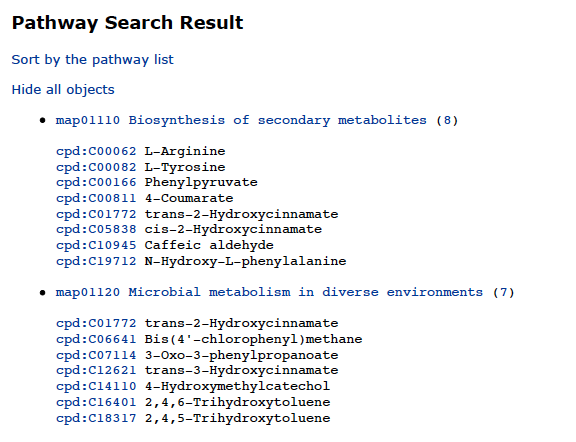 Pathway Search Result
Sort by the pathway list
Hide all objects
• map01110 Biosynthesis of secondary metabolites (8)
cpd:C00062 L-Arginine
cpd:C00082 L-Tyrosine
cpd:C00166 Phenylpyruvate
cpd:C00811 4-Coumarate
cpd:C01772 trans-2-Hydroxycinnamate
cpd:C05838 cis-2-Hydroxycinnamate
cpd:C10945 Caffeic aldehyde
cpd:C19712 N-Hydroxy-L-phenylalanine
• map01120 Microbial metabolism in diverse environments (7)
cpd:C01772 trans-2-Hydroxycinnamate
cpd:C06641 Bis(4'-chlorophenyl)methane
cpd:C07114 3-Oxo-3-phenylpropanoate
cpd:C12621 trans-3-Hydroxycinnamate
cpd:C14110 4-Hydroxymethylcatechol
cpd:C16401 2,4,6-Trihydroxytoluene
cpd:C18317 2,4,5-Trihydroxytoluene